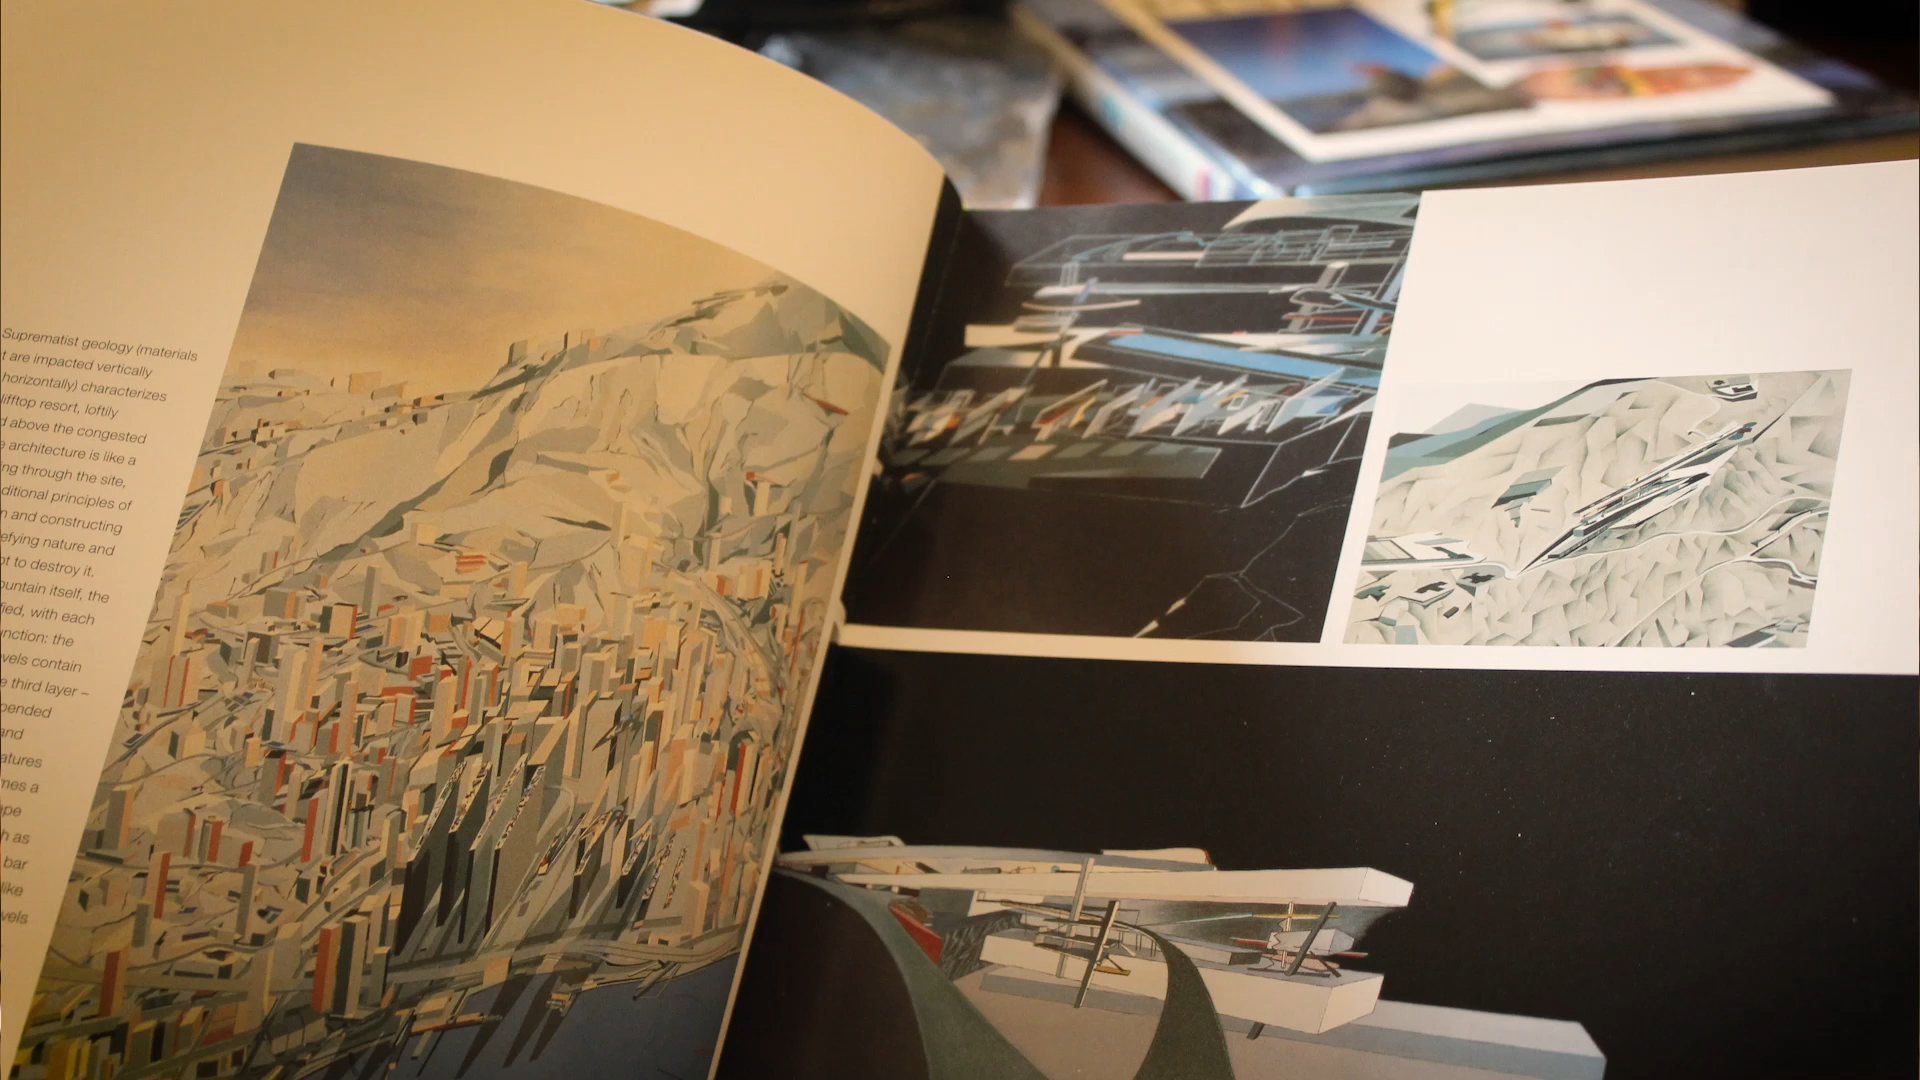 Suprematist geology (materials
t are impacted vertically
horizontally) characterizes
lifftop resort, loftily
d above the congested
e architecture is like a
ng through the site,
ditional principles of
n and constructing
efying nature and
ot to destroy it.
ountain itself, the
fied, with each
nction: the
vels contain
e third layer –
pended
and
atures
mes a
pe
h as
bar
like
vels